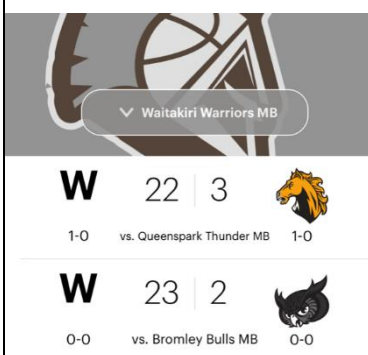 Waitakiri Warriors MB
W 22 3
1-0 vs. Queenspark Thunder MB 1-0
W 23 2
0-0 vs. Bromley Bulls MB 0-0